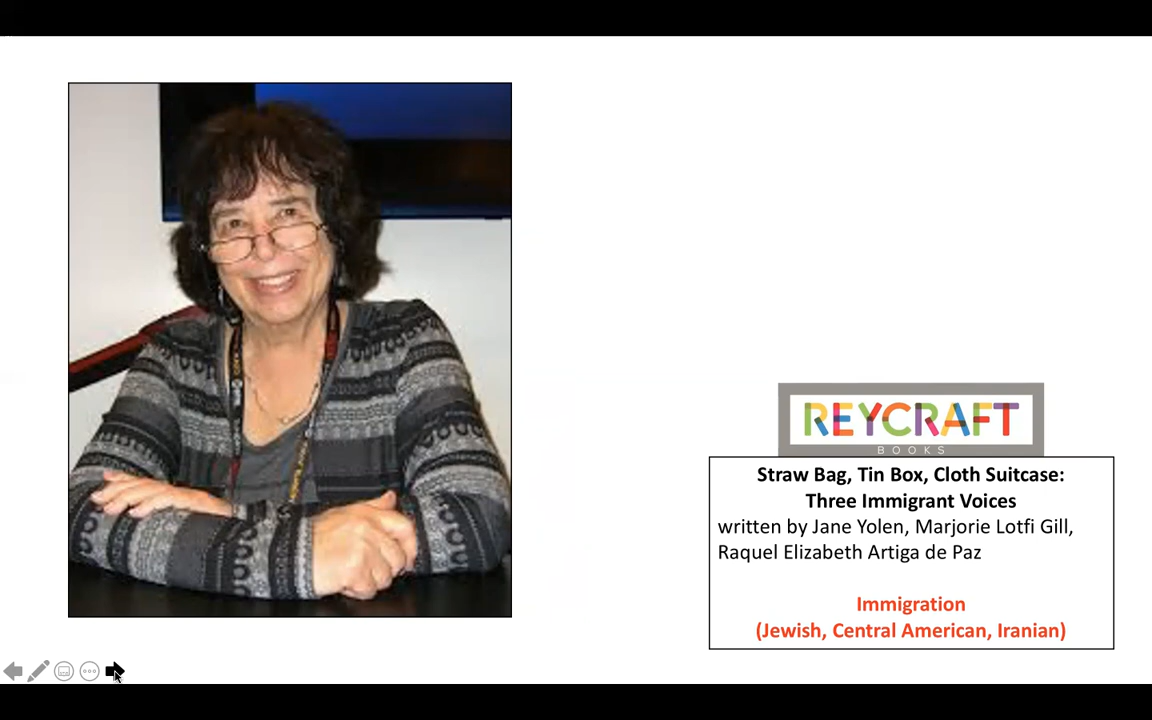 REYCRAFT
BOOKS
Straw Bag, Tin Box, Cloth Suitcase:
Three Immigrant Voices
written by Jane Yolen, Marjorie Lotfi Gill,
Raquel Elizabeth Artiga de Paz
Immigration
(Jewish, Central American, Iranian)